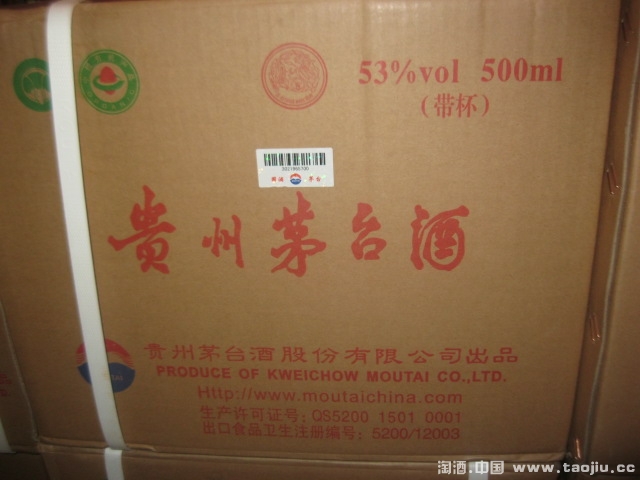 53%vol 500ml
(带杯)
贵州茅台酒
贵州茅台酒股份有限公司出品
PRODUCE OF KWEICHOW MOUTAI CO.,LTD.
Http://www.moutaichina.com
生产许可证号: QS5200 1501 0001
出口食品卫生注册编号: 5200/12003
淘酒.中国 www.taojiu.cc